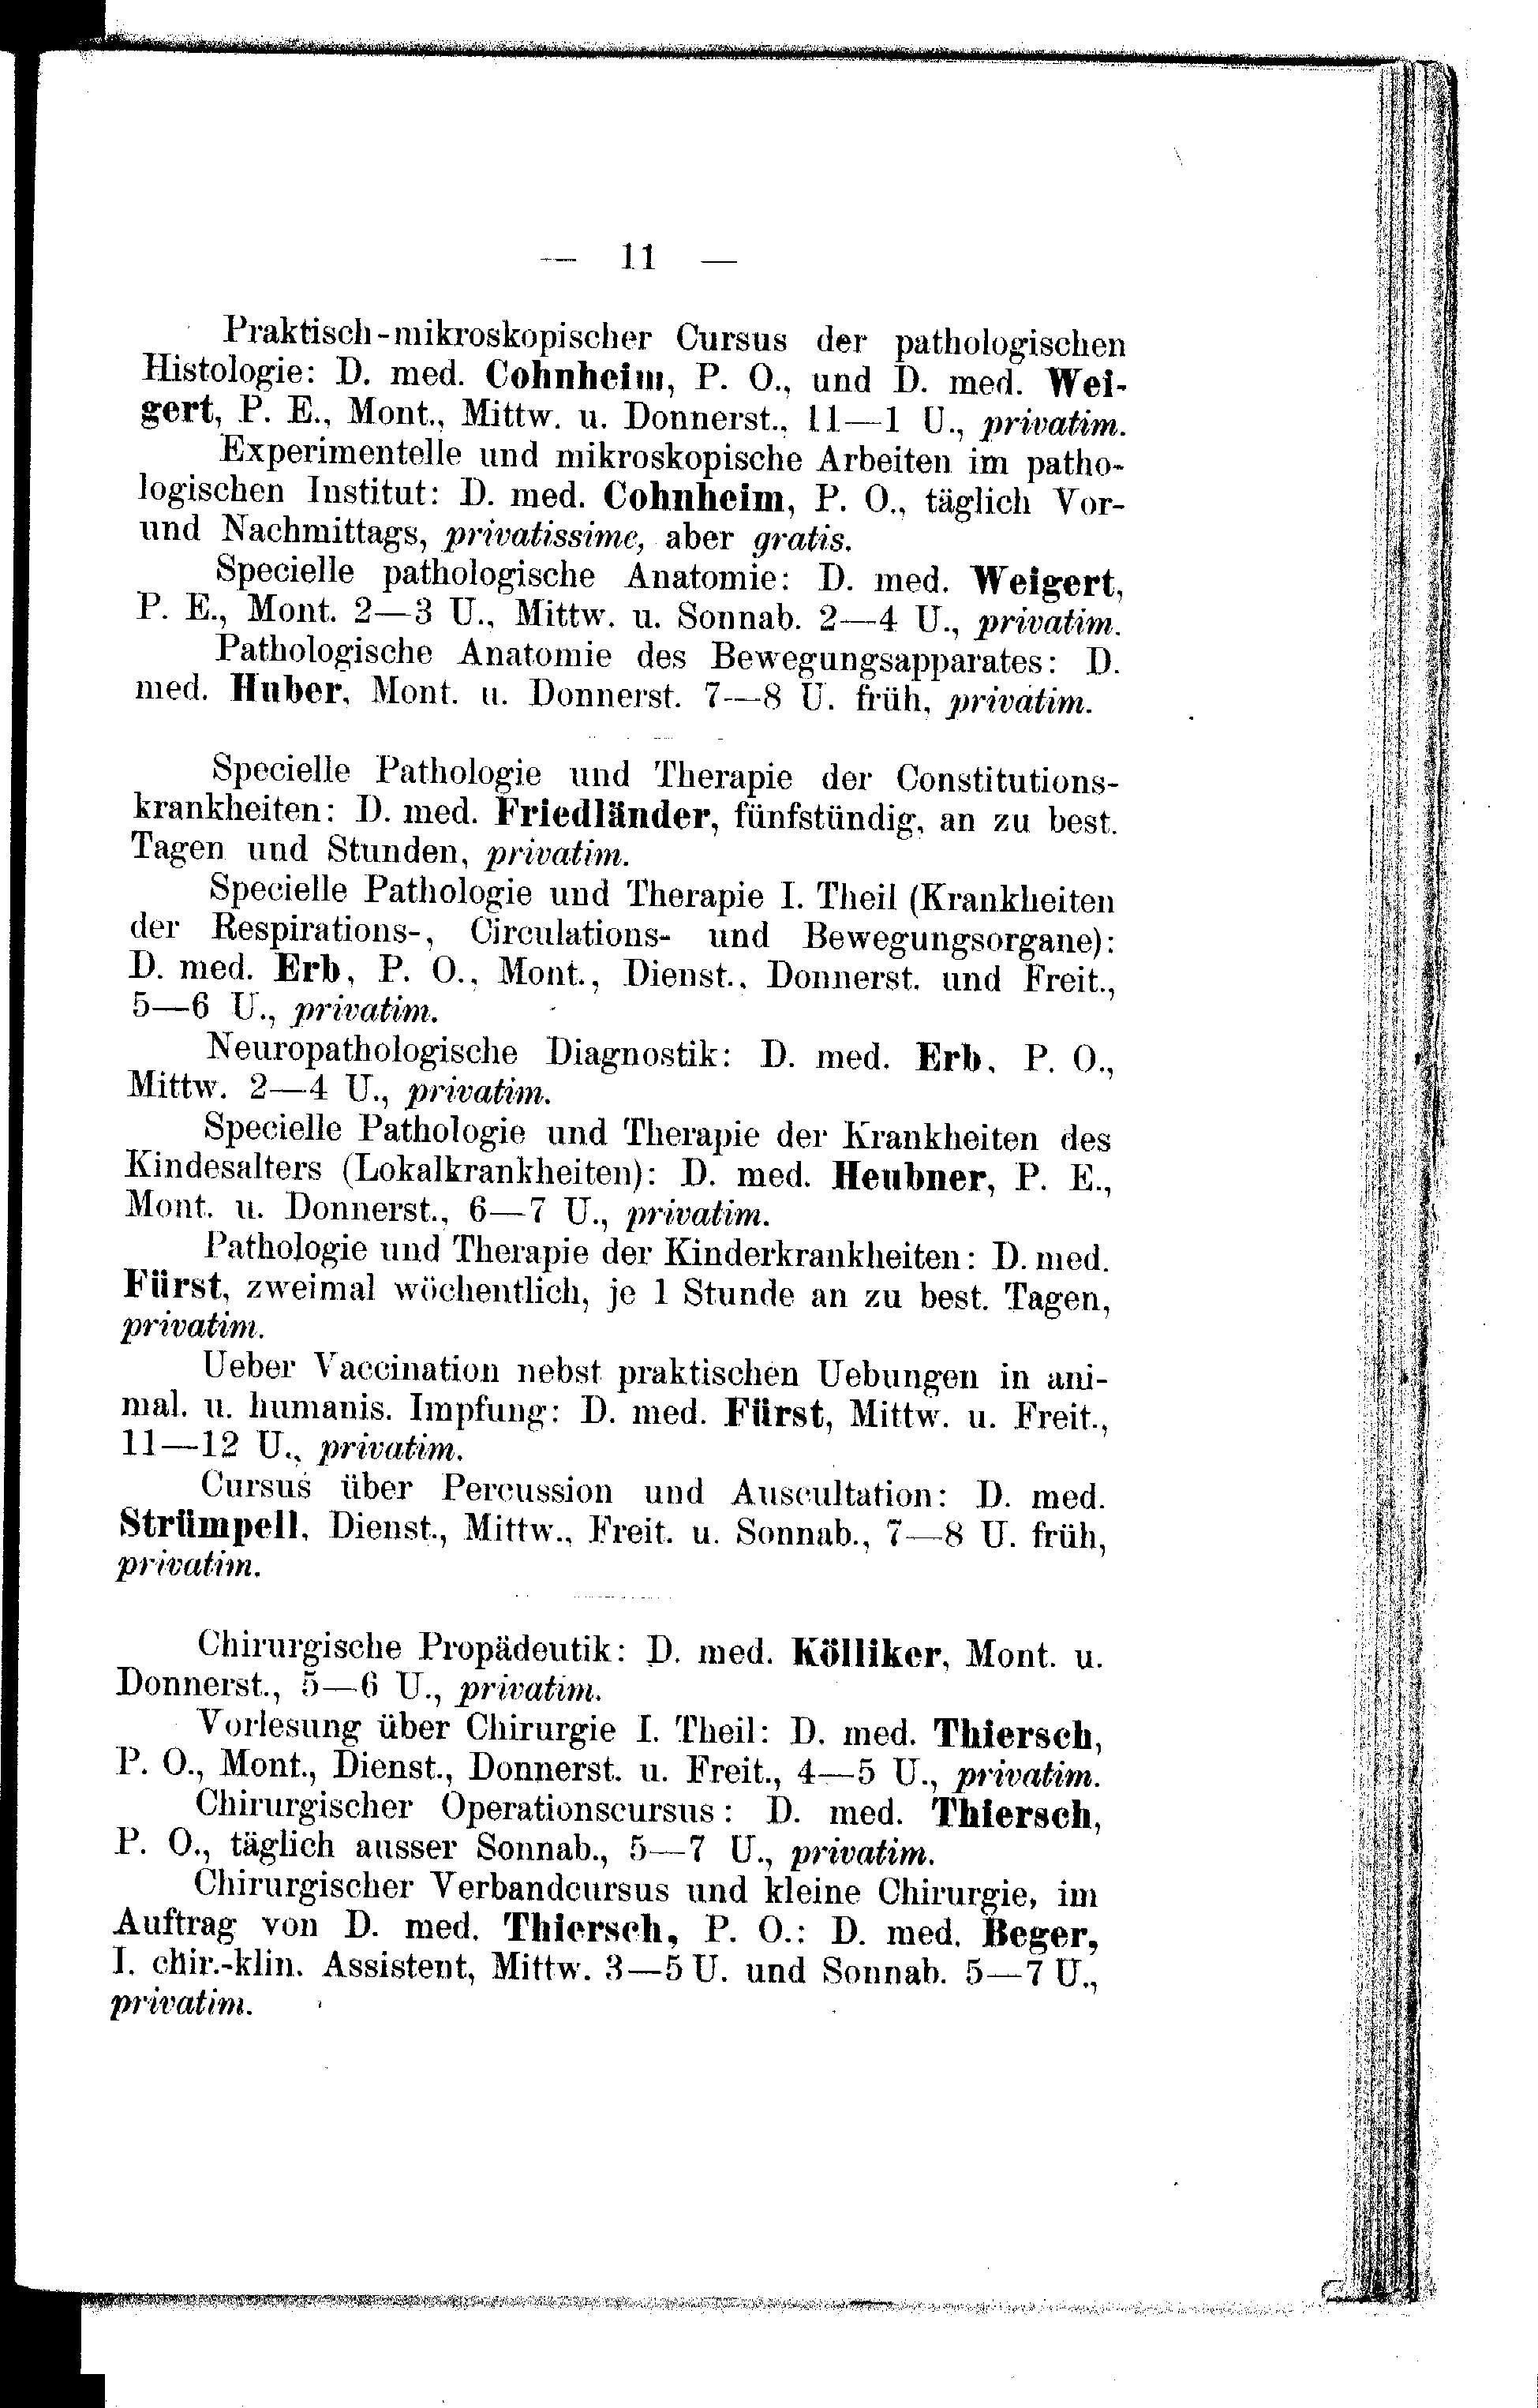 — 11 —
Praktisch-mikroskopischer Cursus der pathologischen
Histologie: D. med. Cohnheim, P. O., und D. med. Wei-
gert, P. E., Mont., Mittw. u. Donnerst., 11—1 U., privatim.
Experimentelle und mikroskopische Arbeiten im patho-
logischen Institut: D. med. Cohnheim, P. O., täglich Vor-
und Nachmittags, privatissime, aber gratis.
Specielle pathologische Anatomie: D. med. Weigert,
P. E., Mont. 2—3 U., Mittw. u. Sonnab. 2—4 U., privatim.
Pathologische Anatomie des Bewegungsapparates: D.
med. Huber, Mont. u. Donnerst. 7—8 U. früh, privatim.
Specielle Pathologie und Therapie der Constitutions-
krankheiten: D. med. Friedländer, fünfstündig, an zu best.
Tagen und Stunden, privatim.
Specielle Pathologie und Therapie I. Theil (Krankheiten
der Respirations-, Circulations- und Bewegungsorgane):
D. med. Erb, P. O., Mont., Dienst., Donnerst. und Freit.,
5—6 U., privatim.
Neuropathologische Diagnostik: D. med. Erb, P. O.,
Mittw. 2—4 U., privatim.
Specielle Pathologie und Therapie der Krankheiten des
Kindesalters (Lokalkrankheiten): D. med. Heubner, P. E.,
Mont. u. Donnerst., 6—7 U., privatim.
Pathologie und Therapie der Kinderkrankheiten: D. med.
Fürst, zweimal wöchentlich, je 1 Stunde an zu best. Tagen,
privatim.
Ueber Vaccination nebst praktischen Uebungen in ani-
mal. u. humanis. Impfung: D. med. Fürst, Mittw. u. Freit.,
11—12 U., privatim.
Cursus über Percussion und Auscultation: D. med.
Strümpell, Dienst., Mittw., Freit. u. Sonnab., 7—8 U. früh,
privatim.
Chirurgische Propädeutik: D. med. Kölliker, Mont. u.
Donnerst., 5—6 U., privatim.
Vorlesung über Chirurgie I. Theil: D. med. Thiersch,
P. O., Mont., Dienst., Donnerst. u. Freit., 4—5 U., privatim.
Chirurgischer Operationscursus: D. med. Thiersch,
P. O., täglich ausser Sonnab., 5—7 U., privatim.
Chirurgischer Verbandcursus und kleine Chirurgie, im
Auftrag von D. med. Thiersch, P. O.: D. med. Beger,
I. chir.-klin. Assistent, Mittw. 3—5 U. und Sonnab. 5—7 U.,
privatim.